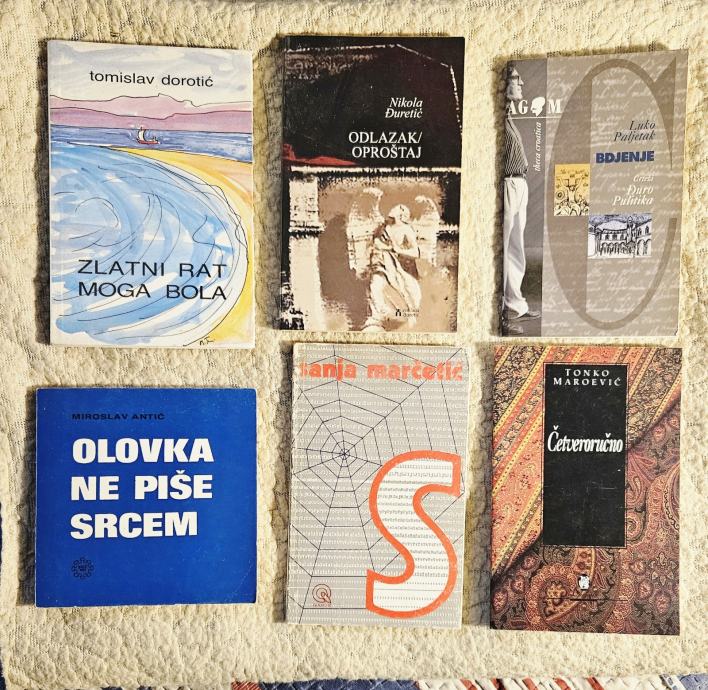 tomislav dorotić
ZLATNI RAT
MOGA BOLA
Nikola
Đuretić
ODLAZAK/
OPROŠTAJ
AGM
theca croatica
Luko
Paljetak
BDJENJE
Crteži
Đuro
Pulitika
MIROSLAV ANTIĆ
OLOVKA
NE PIŠE
SRCEM
sanja marčetić
S
TONKO
MAROEVIĆ
Četveroručno